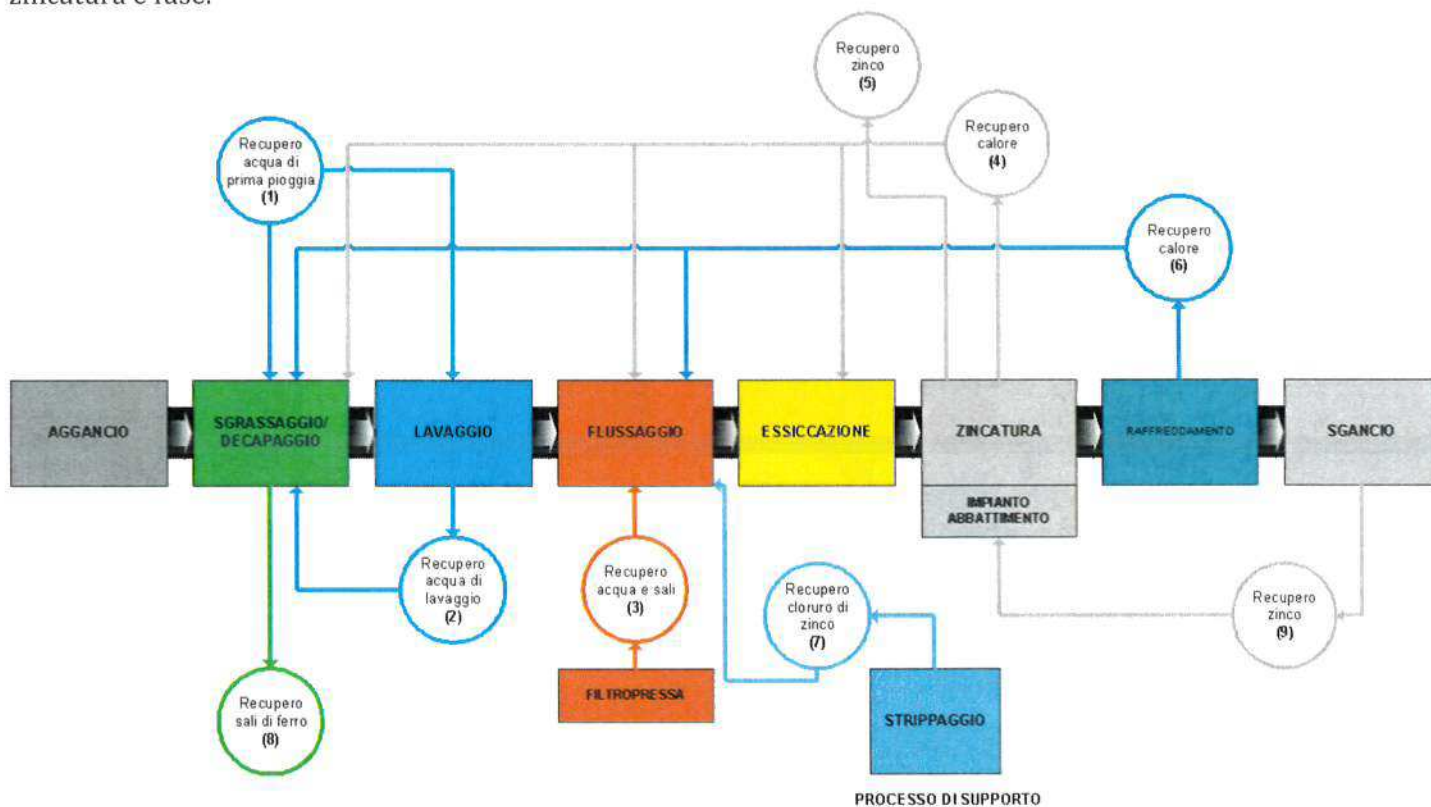 zincatura e fase.
Recupero
zinco
(5)
Recupero
calore
(4)
Recupero
acqua di
prima pioggia
(1)
Recupero
calore
(6)
AGGANCIO
SGRASSAGGIO/
DECAPAGGIO
LAVAGGIO
FLUSSAGGIO
ESSICCAZIONE
ZINCATURA
RAFFREDDAMENTO
SGANCIO
IMPIANTO
ABBATTIMENTO
Recupero
acqua di
lavaggio
(2)
Recupero
acqua e sali
(3)
Recupero
cloruro di
zinco
(7)
Recupero
zinco
(9)
FILTROPRESSA
Recupero
sali di ferro
(8)
STRIPPAGGIO
PROCESSO DI SUPPORTO